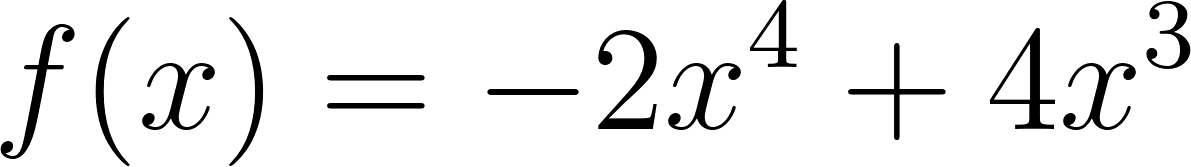 f(x) = −2x⁴ + 4x³